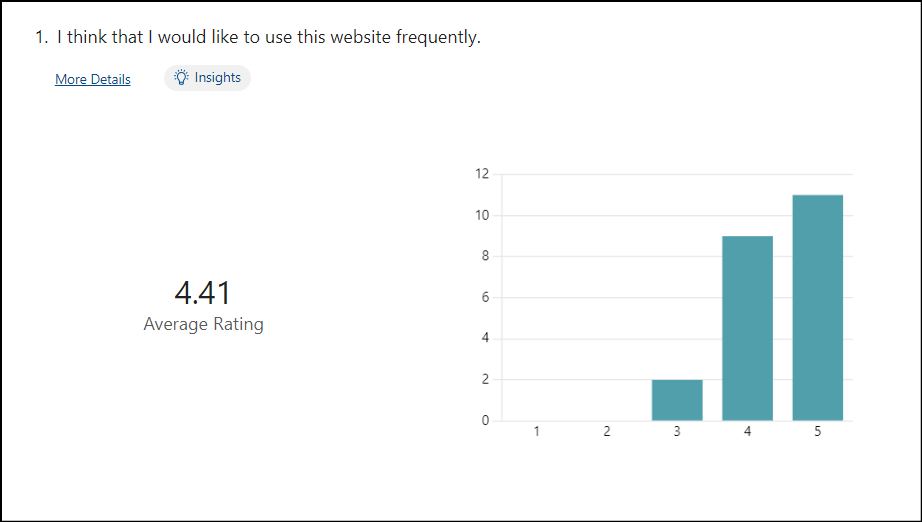 1. I think that I would like to use this website frequently.
More Details
Insights
4.41
Average Rating
12
10
8
6
4
2
0
1 2 3 4 5